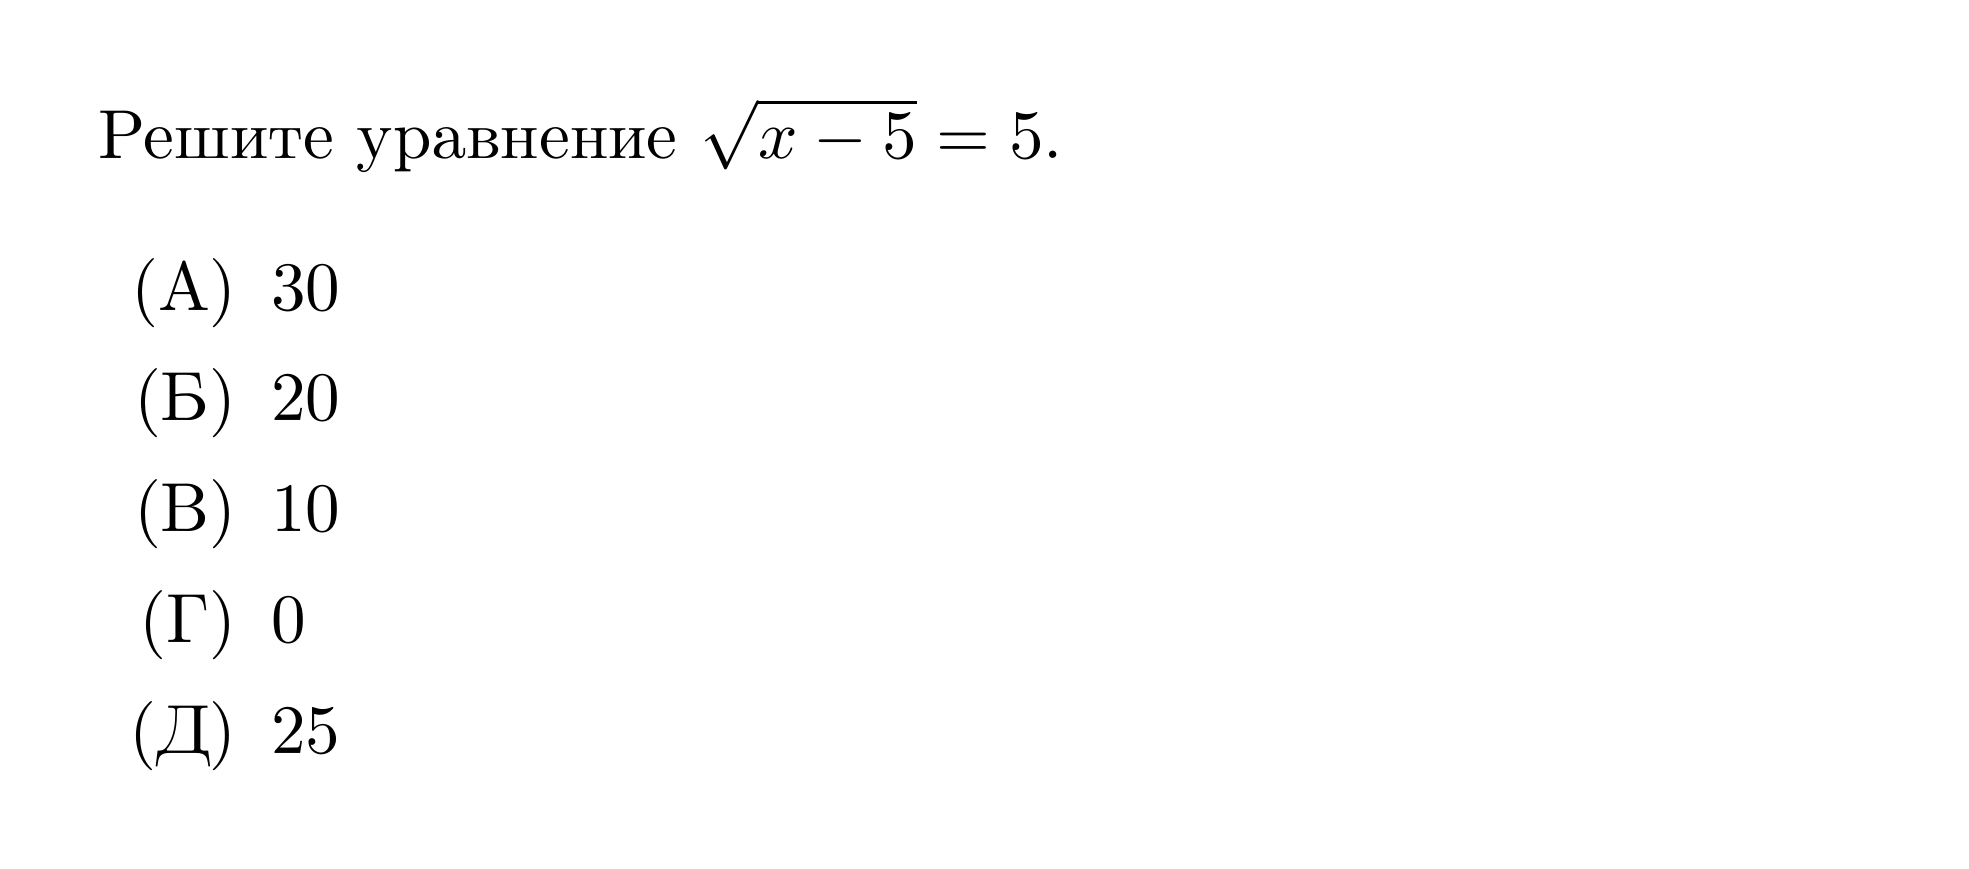 Решите уравнение √(x − 5) = 5.
(А) 30
(Б) 20
(В) 10
(Г) 0
(Д) 25